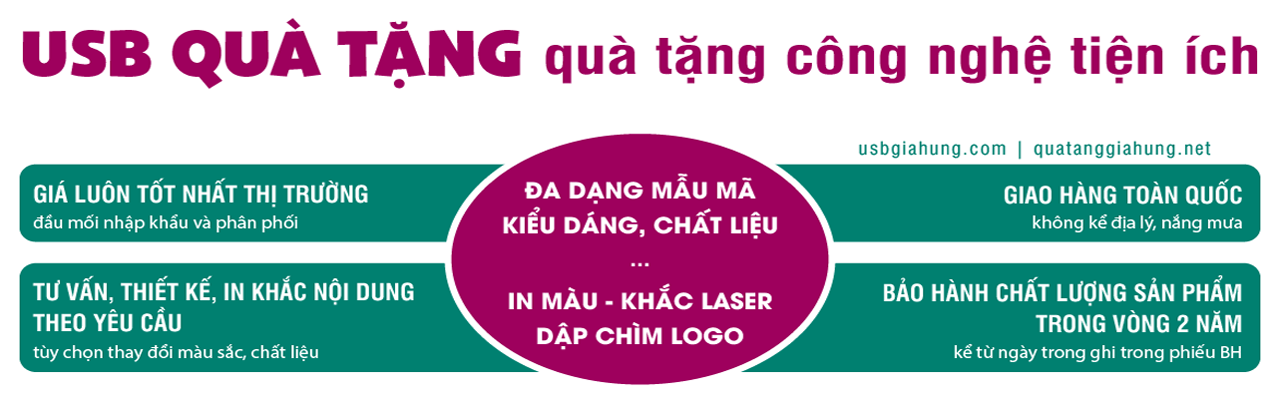 USB QUÀ TẶNG quà tặng công nghệ tiện ích
usbgiahung.com | quatanggiahung.net
GIÁ LUÔN TỐT NHẤT THỊ TRƯỜNG
đầu mối nhập khẩu và phân phối
TƯ VẤN, THIẾT KẾ, IN KHẮC NỘI DUNG
THEO YÊU CẦU
tùy chọn thay đổi màu sắc, chất liệu
ĐA DẠNG MẪU MÃ
KIỂU DÁNG, CHẤT LIỆU
...
IN MÀU - KHẮC LASER
DẬP CHÌM LOGO
GIAO HÀNG TOÀN QUỐC
không kể địa lý, nắng mưa
BẢO HÀNH CHẤT LƯỢNG SẢN PHẨM
TRONG VÒNG 2 NĂM
kể từ ngày trong ghi trong phiếu BH